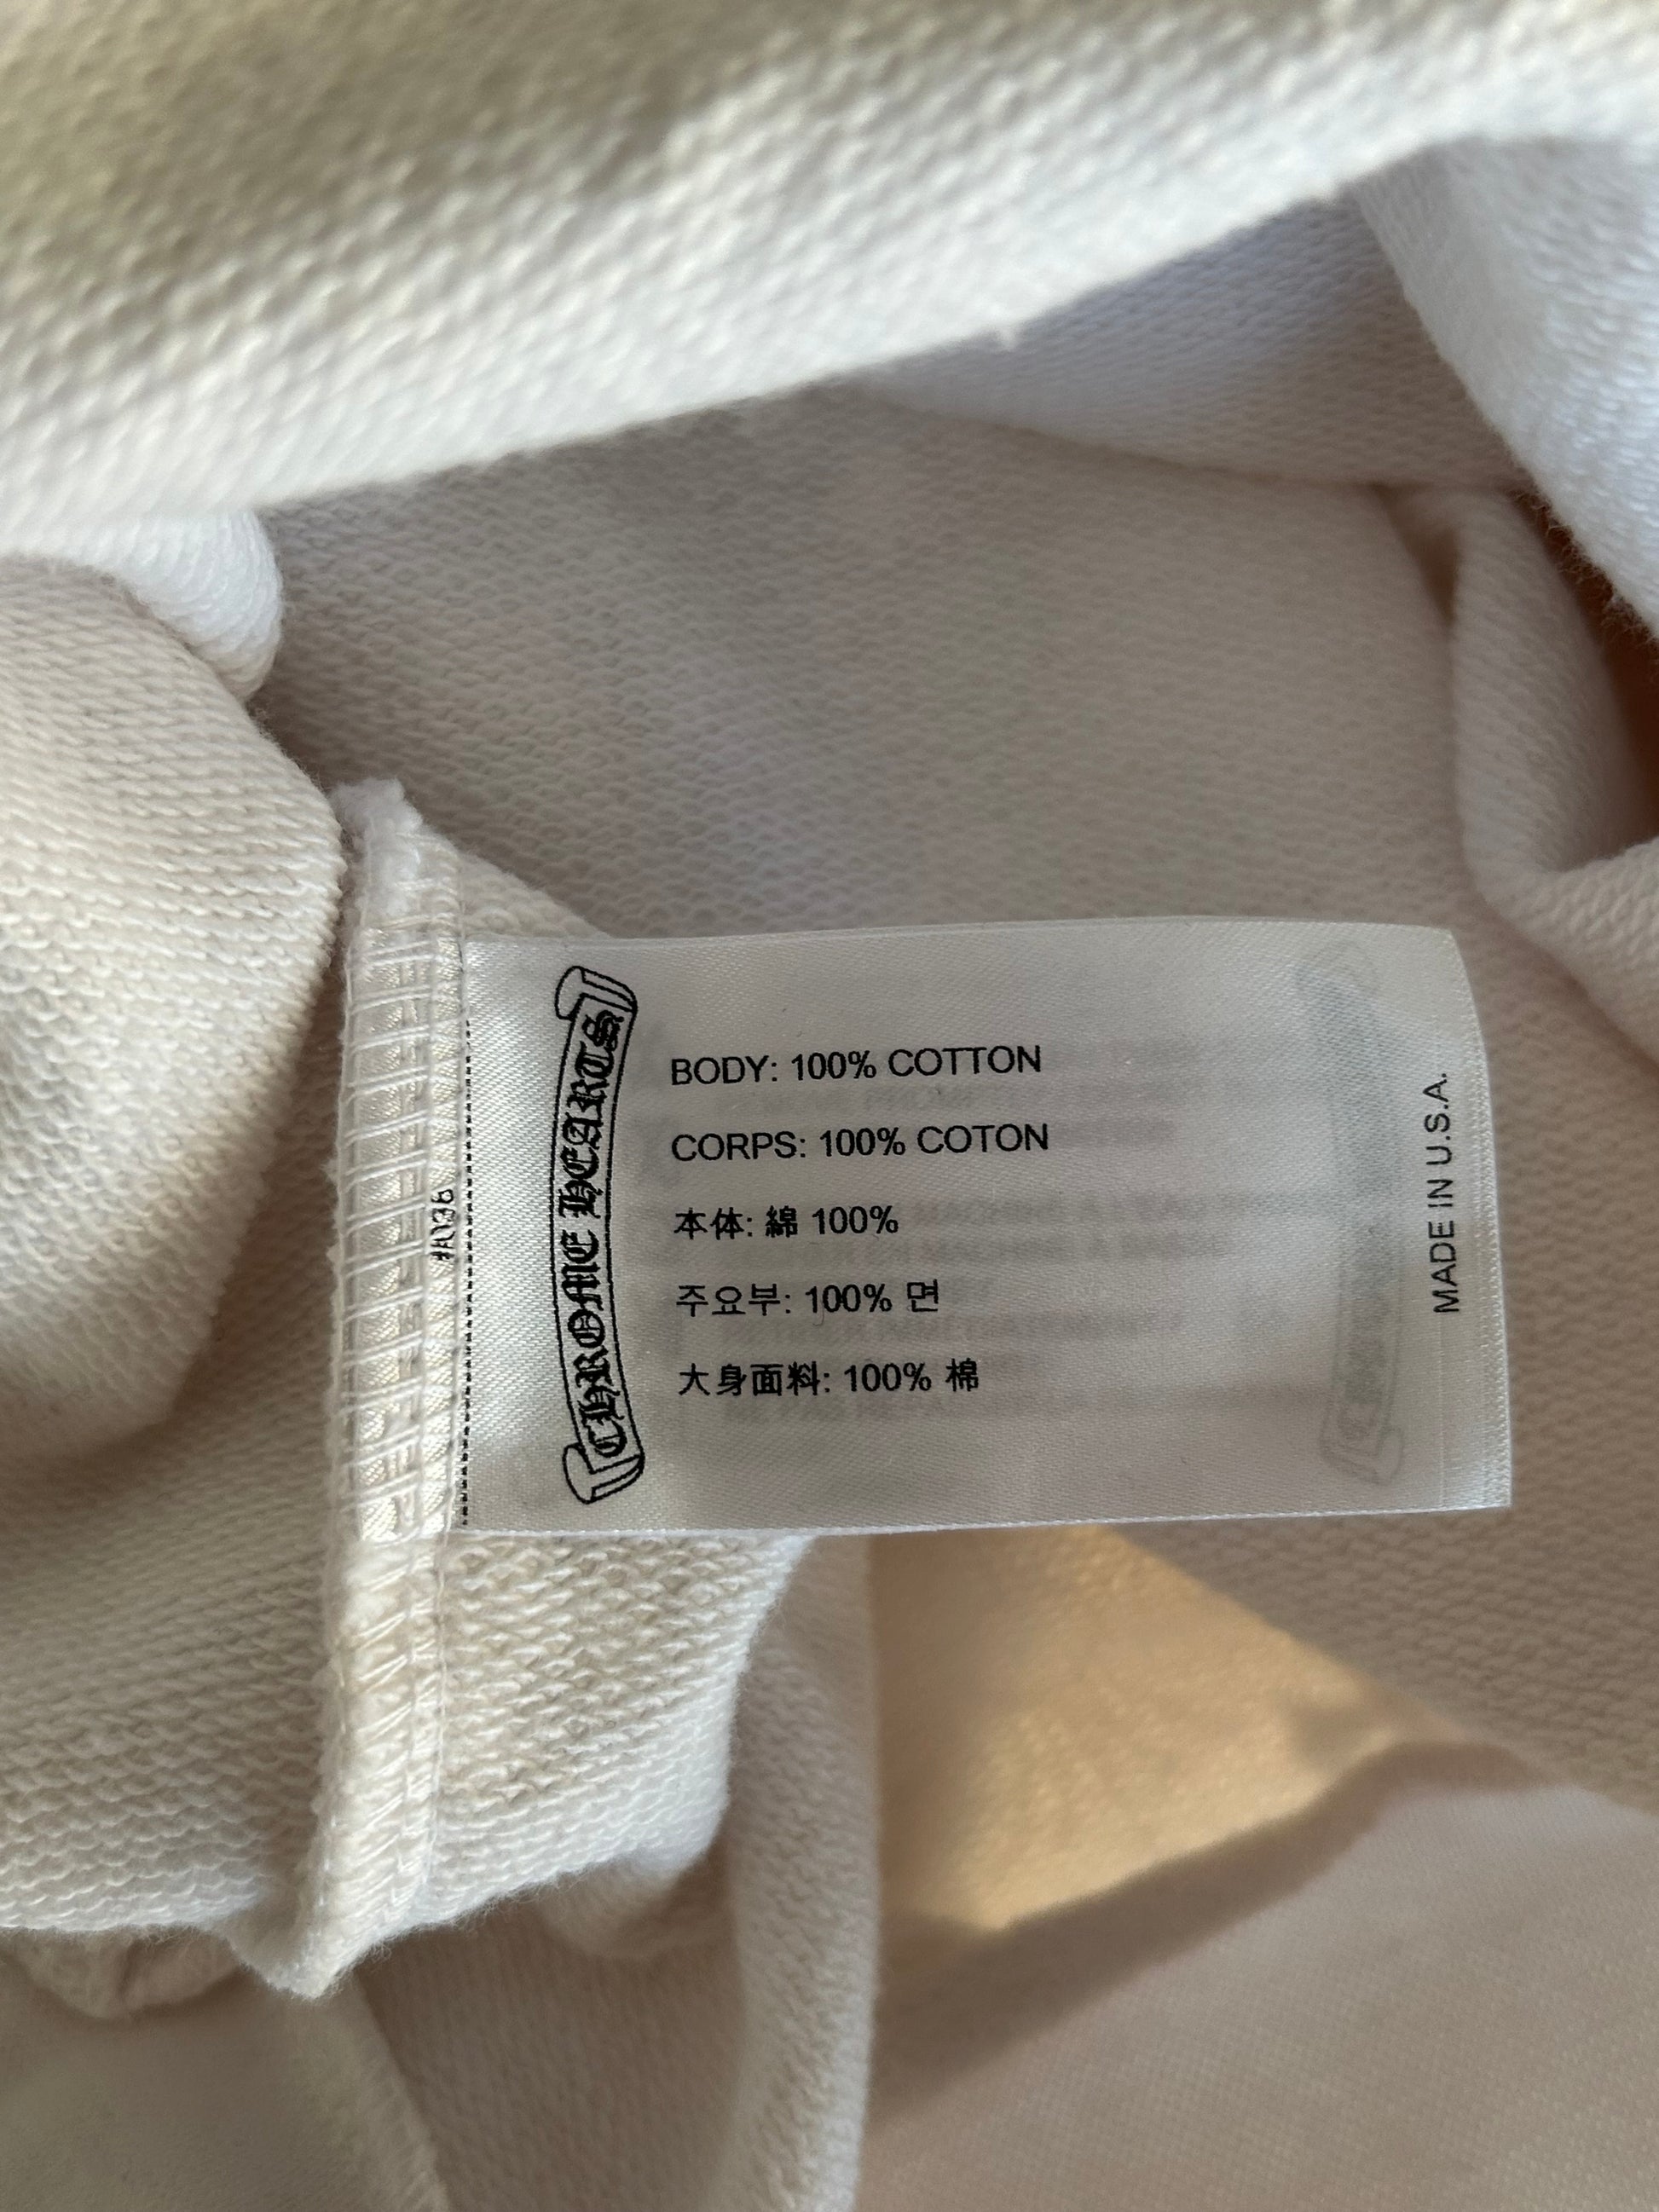 CHROME HEARTS
BODY: 100% COTTON
CORPS: 100% COTON
本体: 綿 100%
주요부: 100% 면
大身面料: 100% 棉
MADE IN U.S.A.